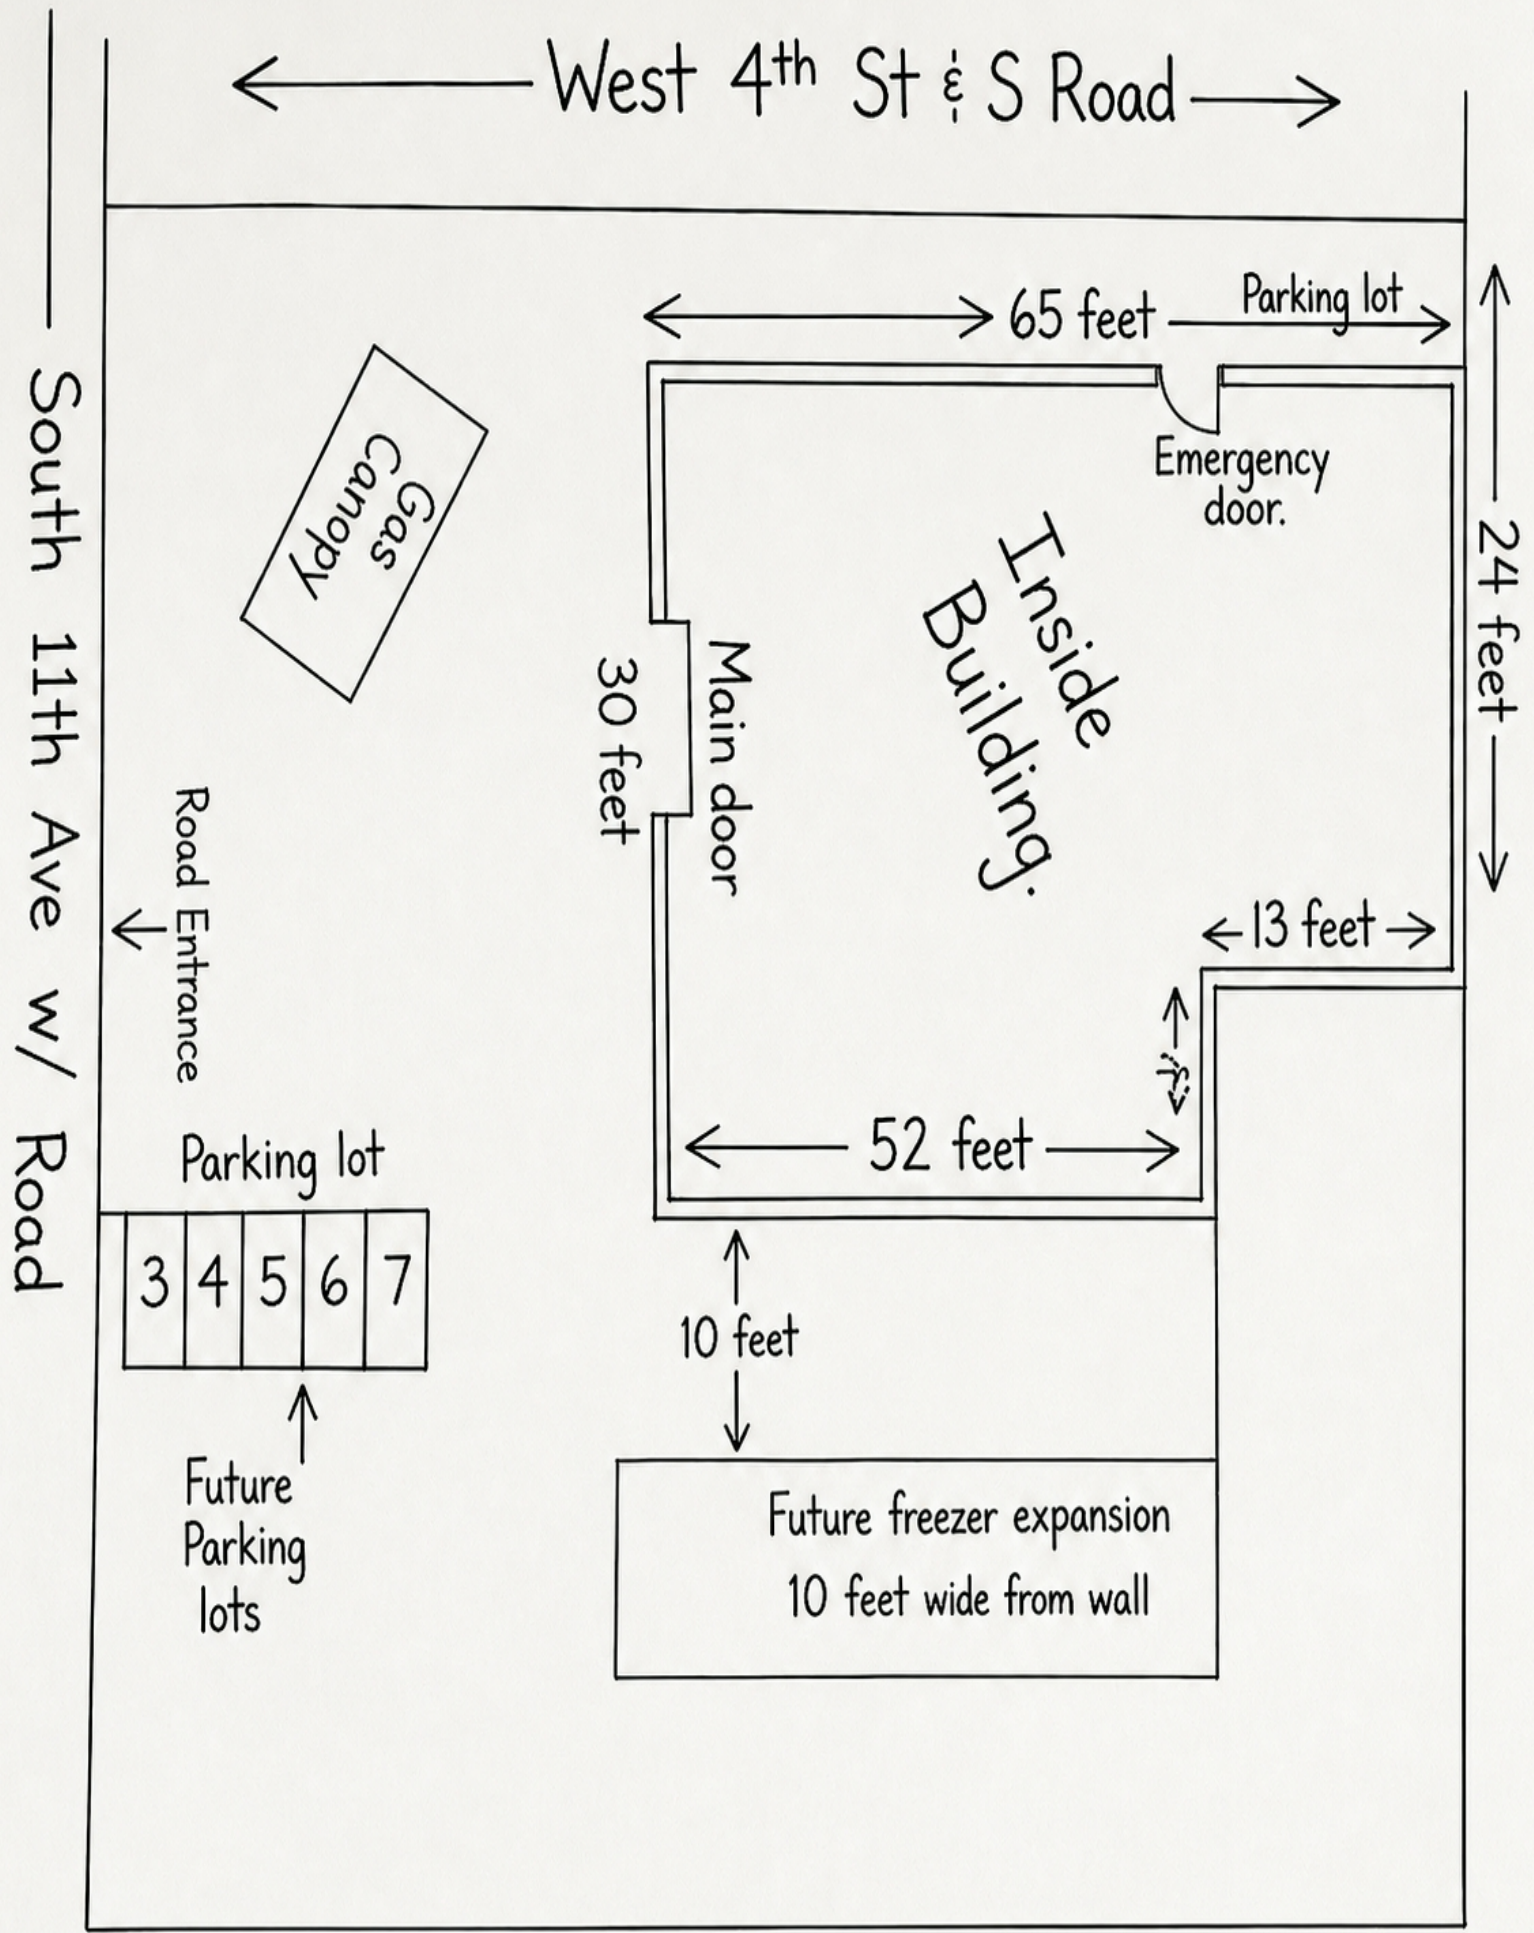 West 4th St & S Road
65 feet
Parking lot
Emergency
door.
24 feet
Gas
Canopy
South 11th Ave w/ Road
Inside
Building.
Main door
30 feet
Road Entrance
13 feet
52 feet
Parking lot
3 4 5 6 7
10 feet
Future
Parking
lots
Future freezer expansion
10 feet wide from wall